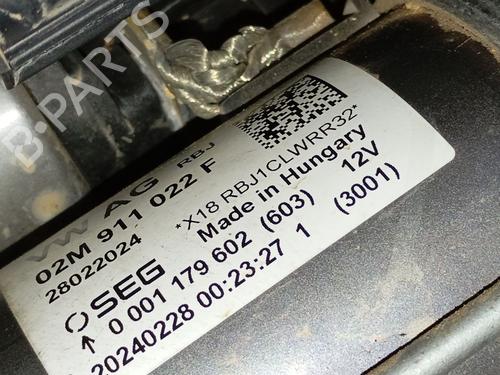 B-PARTS
VW AG RBJ
02M 911 022 F
28022024 *X18 RBJ1CLWRR32*
Made in Hungary
SEG 12V
0 001 179 602 (603)
20240228 00:23:27 1 (3001)